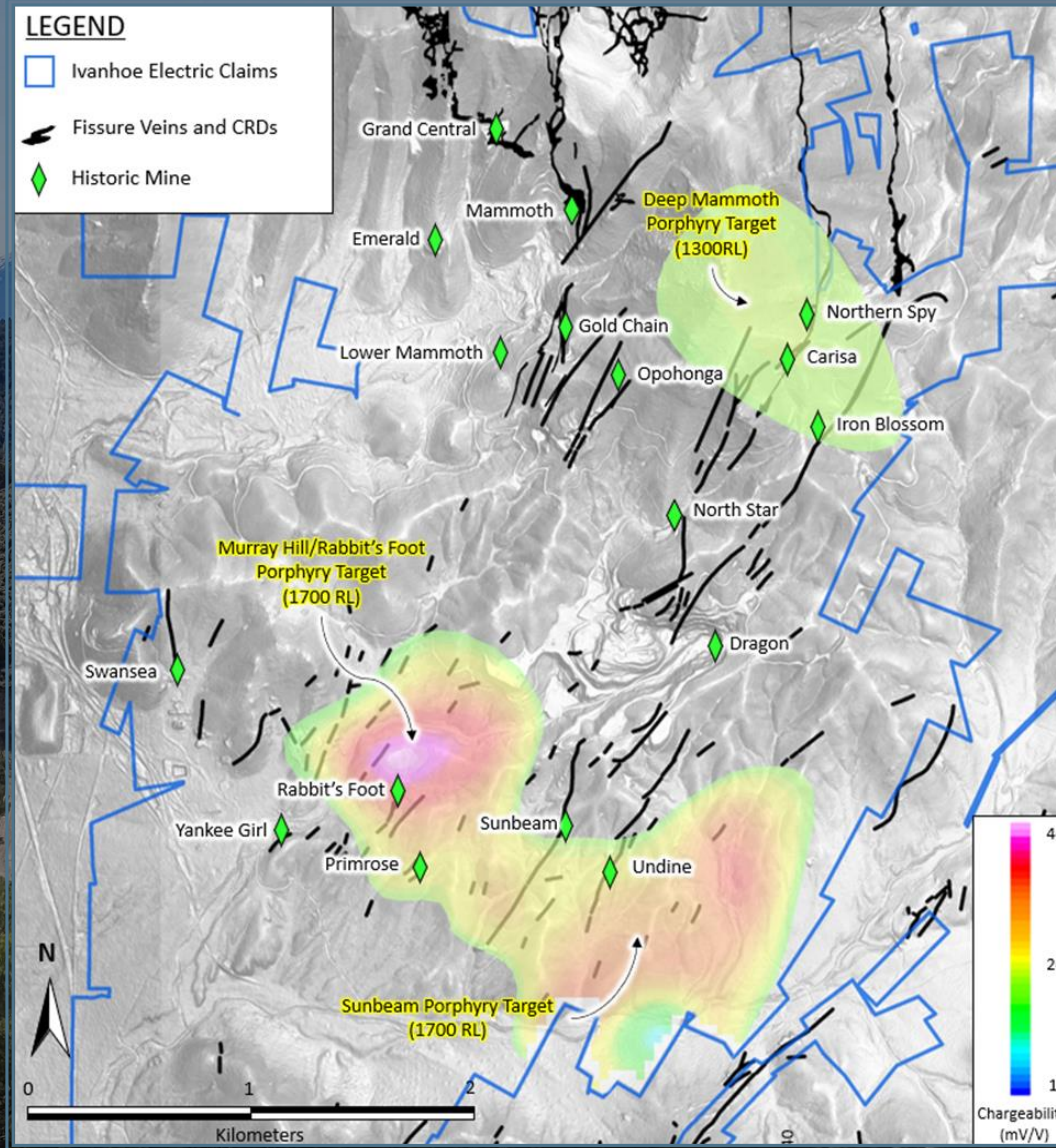 LEGEND
Ivanhoe Electric Claims
Fissure Veins and CRDs
Historic Mine
Grand Central
Mammoth
Emerald
Deep Mammoth
Porphyry Target
(1300RL)
Northern Spy
Gold Chain
Lower Mammoth
Carisa
Opohonga
Iron Blossom
North Star
Murray Hill/Rabbit's Foot
Porphyry Target
(1700 RL)
Dragon
Swansea
Rabbit's Foot
Yankee Girl
Sunbeam
Primrose
Undine
Sunbeam Porphyry Target
(1700 RL)
N
0 1 2
Kilometers
(mV/V)